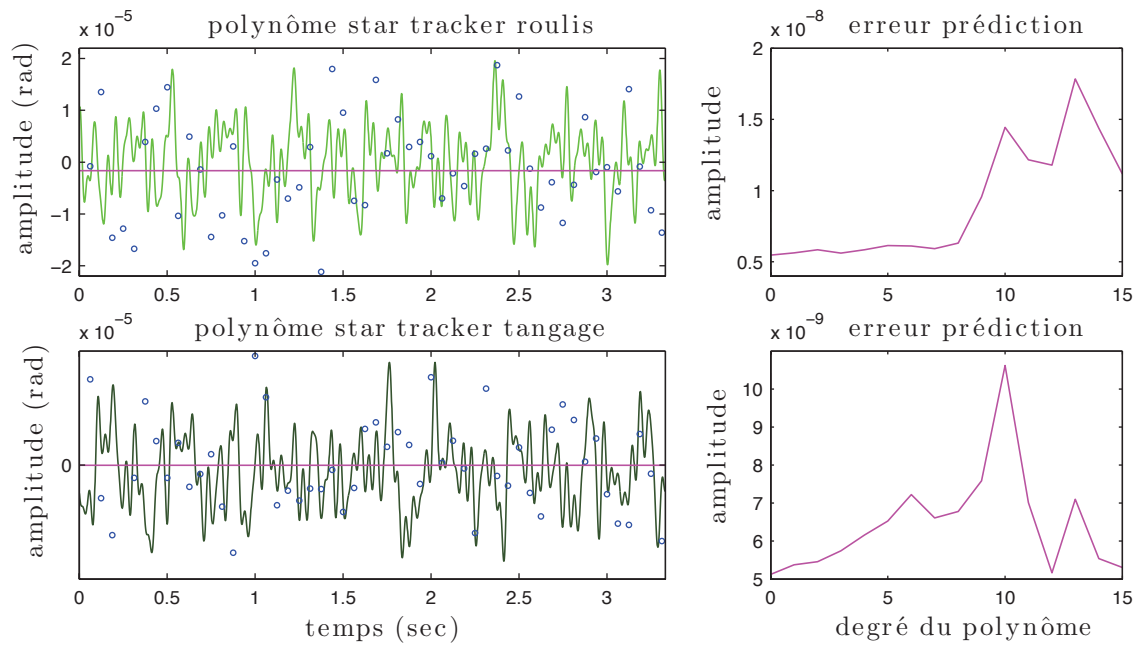 polynôme star tracker roulis
x 10⁻⁵
amplitude (rad)
2
1
0
−1
−2
0 0.5 1 1.5 2 2.5 3
erreur prédiction
x 10⁻⁸
amplitude
2
1.5
1
0.5
0 5 10 15
polynôme star tracker tangage
x 10⁻⁵
amplitude (rad)
0
0 0.5 1 1.5 2 2.5 3
temps (sec)
erreur prédiction
x 10⁻⁹
amplitude
10
9
8
7
6
5
0 5 10 15
degré du polynôme